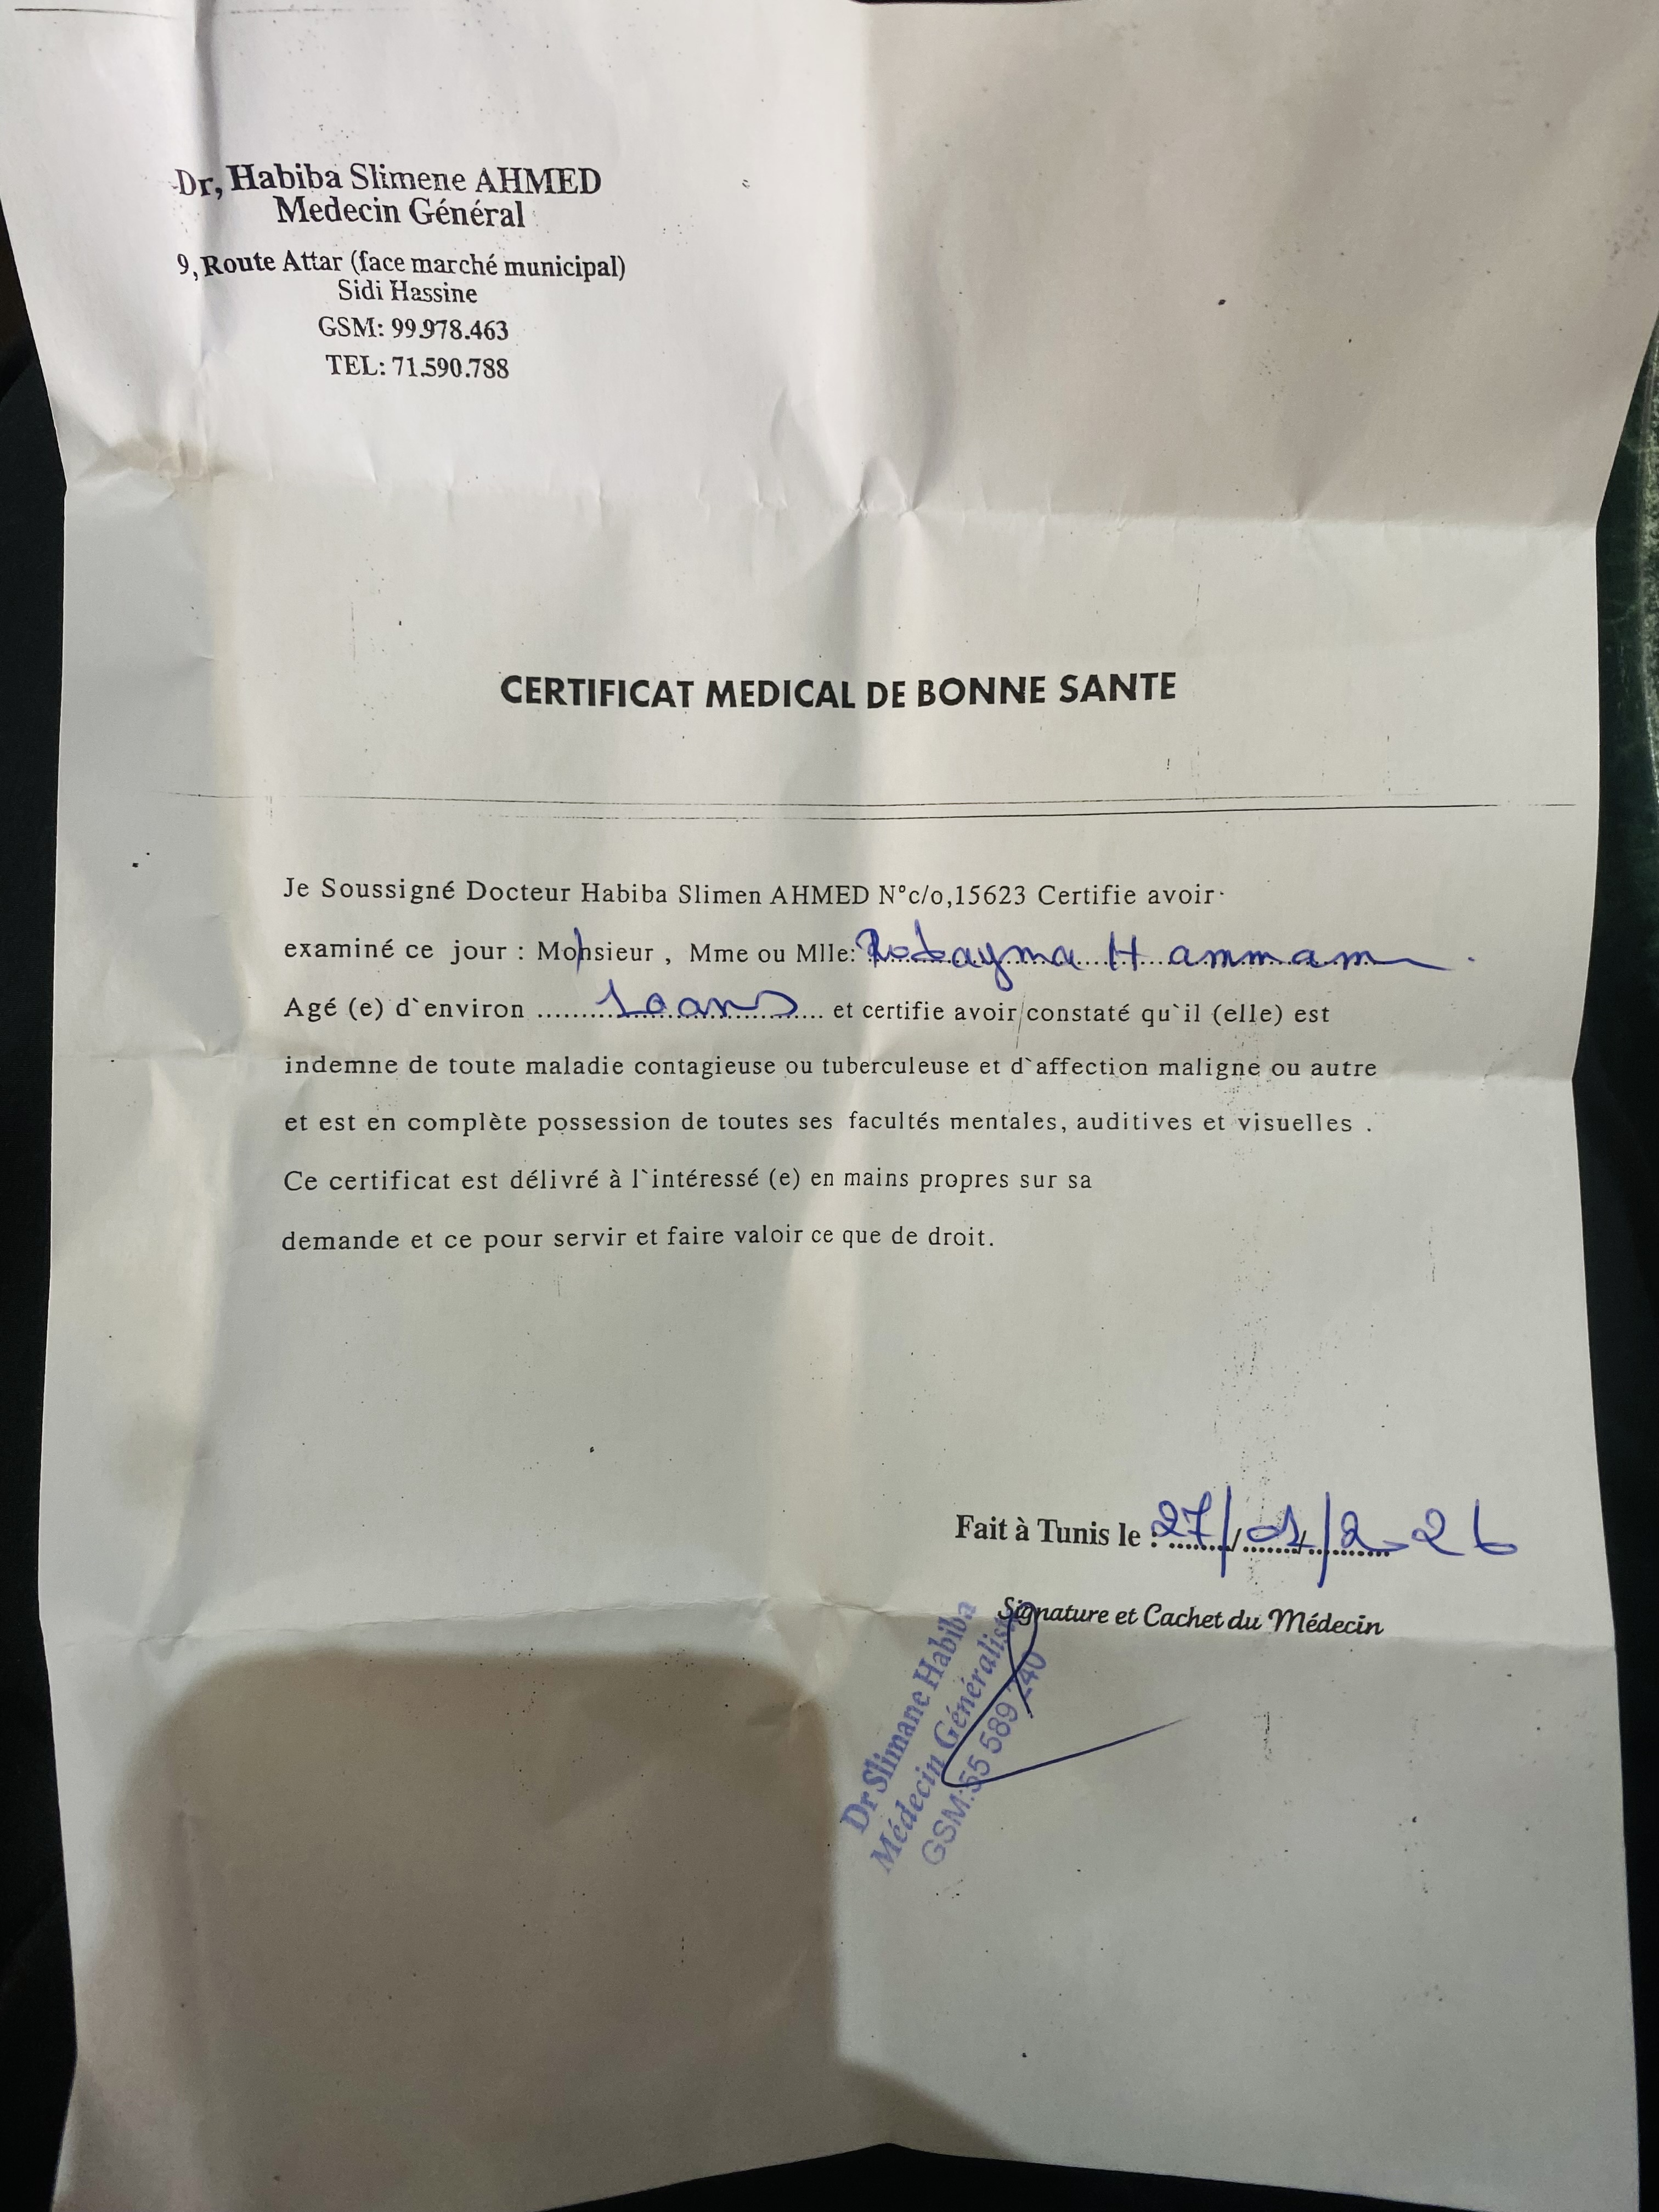 Dr, Habiba Slimene AHMED
Medecin Général
9, Route Attar (face marché municipal)
Sidi Hassine
GSM: 99.978.463
TEL: 71.590.788
CERTIFICAT MEDICAL DE BONNE SANTE
Je Soussigné Docteur Habiba Slimen AHMED N°c/o,15623 Certifie avoir
examiné ce jour : Monsieur , Mme ou Mlle: Hammam
Agé (e) d`environ ........ ans ... et certifie avoir constaté qu`il (elle) est
indemne de toute maladie contagieuse ou tuberculeuse et d`affection maligne ou autre
et est en complète possession de toutes ses facultés mentales, auditives et visuelles .
Ce certificat est délivré à l`intéressé (e) en mains propres sur sa
demande et ce pour servir et faire valoir ce que de droit.
Fait à Tunis le : 27/01/2026
Signature et Cachet du Médecin
Dr Slimane Habiba
Médecin Généraliste
GSM:55 589 240